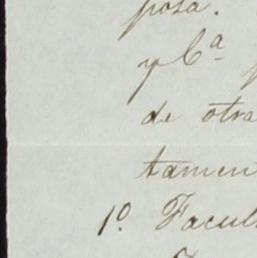 posa.
y Cª
de otra
tamen
1º Facul